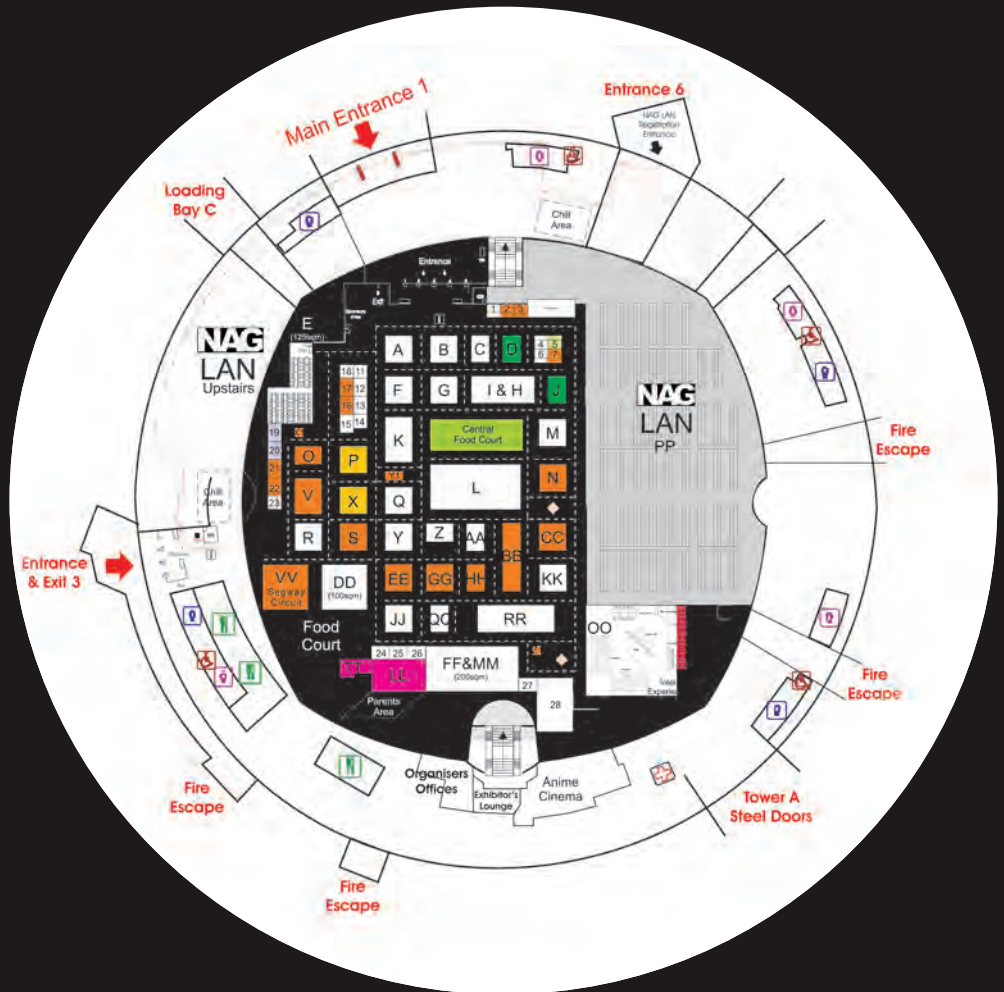 Main Entrance 1
Entrance 6
NAG LAN
Registration
Entrance
Loading
Bay C
Chill
Area
Entrance
Exit
E
(125sqm)
NAG
LAN
Upstairs
1 2 3
A
B
C
D
4 5
6 7
18 11
17 12
16 13
15 14
F
G
I & H
J
NAG
LAN
PP
K
Central
Food Court
M
19
20
21
22
23
O
P
L
N
V
X
Q
Chill
Area
R
S
Y
Z
AA
BB
CC
Fire
Escape
Entrance
& Exit 3
VV
Segway
Circuit
DD
(100sqm)
EE
GG
HH
KK
Food
Court
JJ
RR
OO
24 25 26
LL
FF&MM
(200sqm)
27
28
Parents
Area
Fire
Escape
Organisers
Offices
Exhibitor's
Lounge
Anime
Cinema
Fire
Escape
Tower A
Steel Doors
Fire
Escape